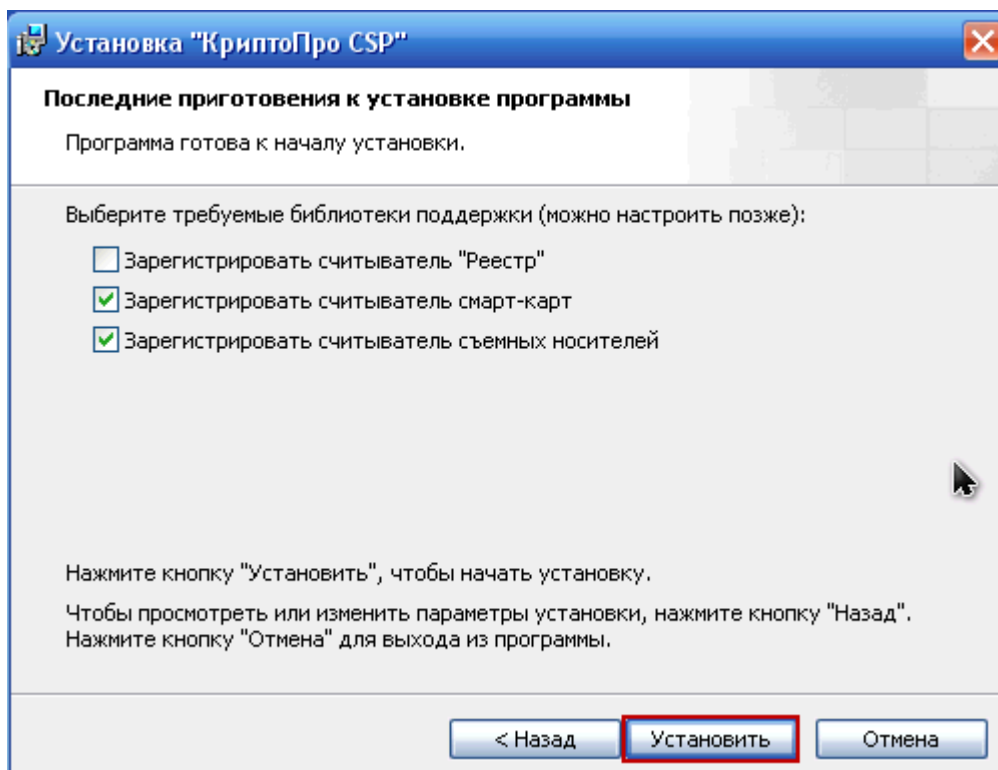 Установка "КриптоПро CSP"
Последние приготовения к установке программы
Программа готова к началу установки.
Выберите требуемые библиотеки поддержки (можно настроить позже):
Зарегистрировать считыватель "Реестр"
Зарегистрировать считыватель смарт-карт
Зарегистрировать считыватель съемных носителей
Нажмите кнопку "Установить", чтобы начать установку.
Чтобы просмотреть или изменить параметры установки, нажмите кнопку "Назад".
Нажмите кнопку "Отмена" для выхода из программы.
< Назад Установить Отмена